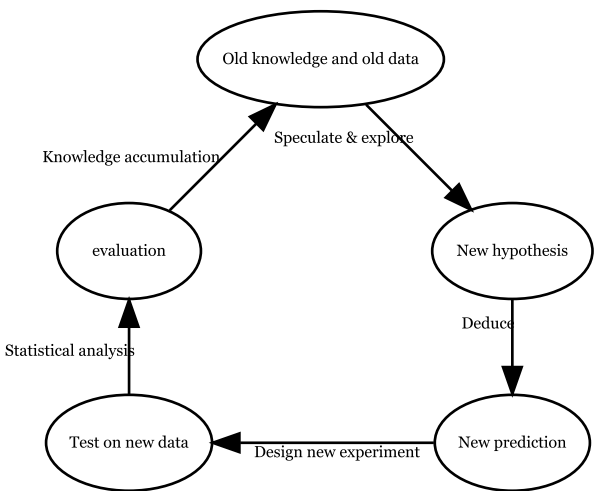 Old knowledge and old data
Speculate & explore
Knowledge accumulation
evaluation
New hypothesis
Deduce
Statistical analysis
Test on new data
New prediction
Design new experiment